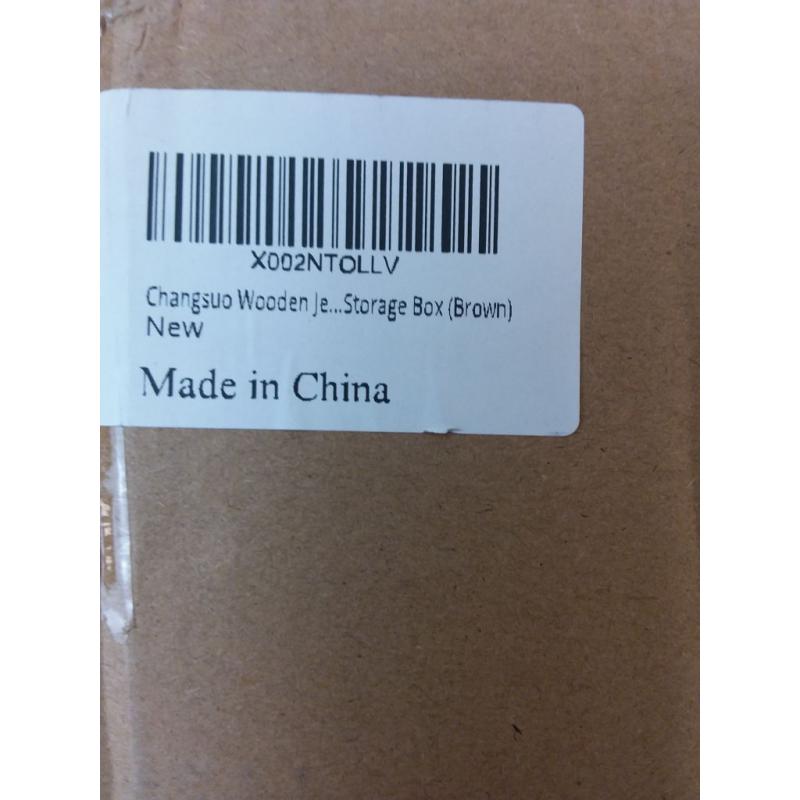 X002NTOLLV
Changsuo Wooden Je...Storage Box (Brown)
New
Made in China